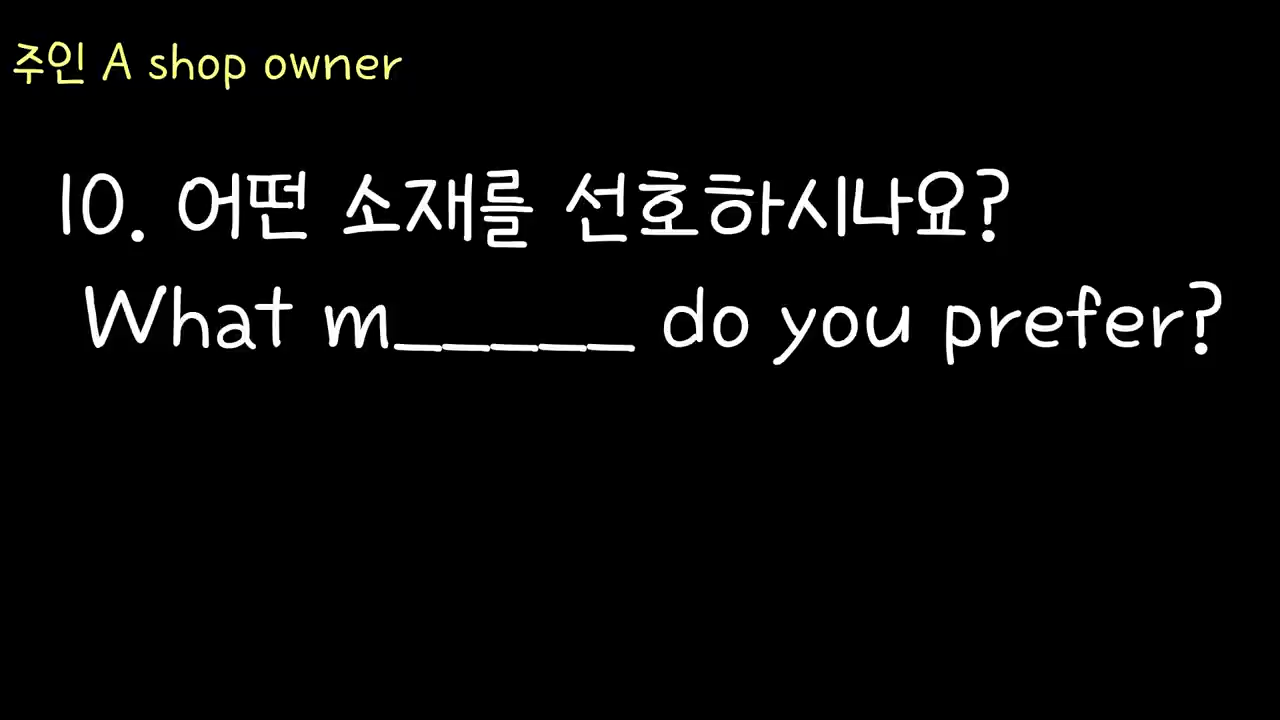 주인 A shop owner
10. 어떤 소재를 선호하시나요?
What m_____ do you prefer?